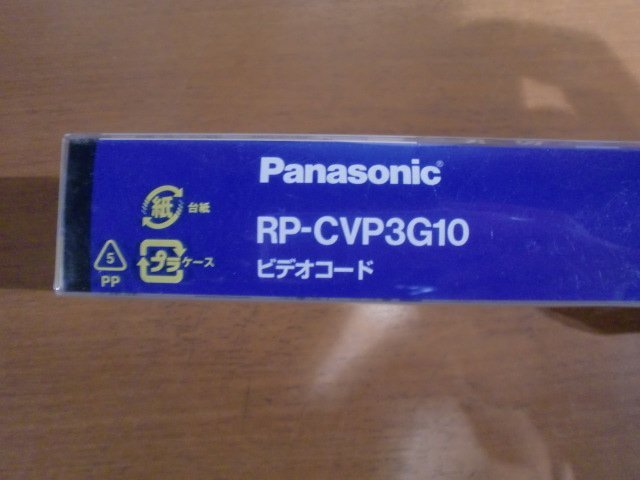 Panasonic®
紙 台紙
RP-CVP3G10
5 プラ ケース
PP
ビデオコード